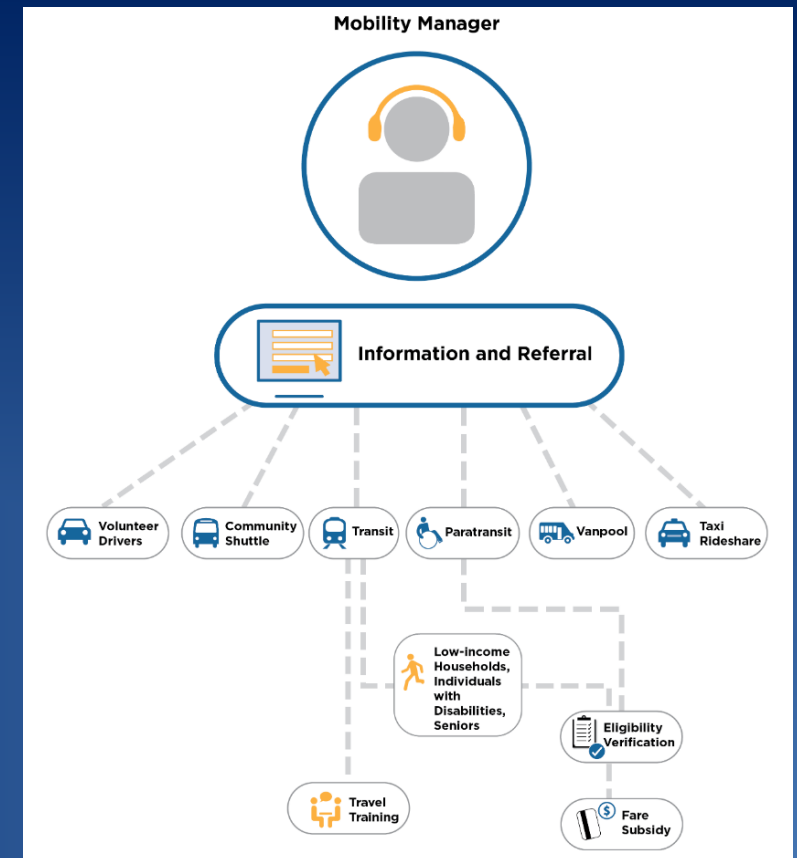 Mobility Manager
Information and Referral
Volunteer
Drivers
Community
Shuttle
Transit
Paratransit
Vanpool
Taxi
Rideshare
Low-income
Households,
Individuals
with
Disabilities,
Seniors
Eligibility
Verification
Travel
Training
$
Fare
Subsidy